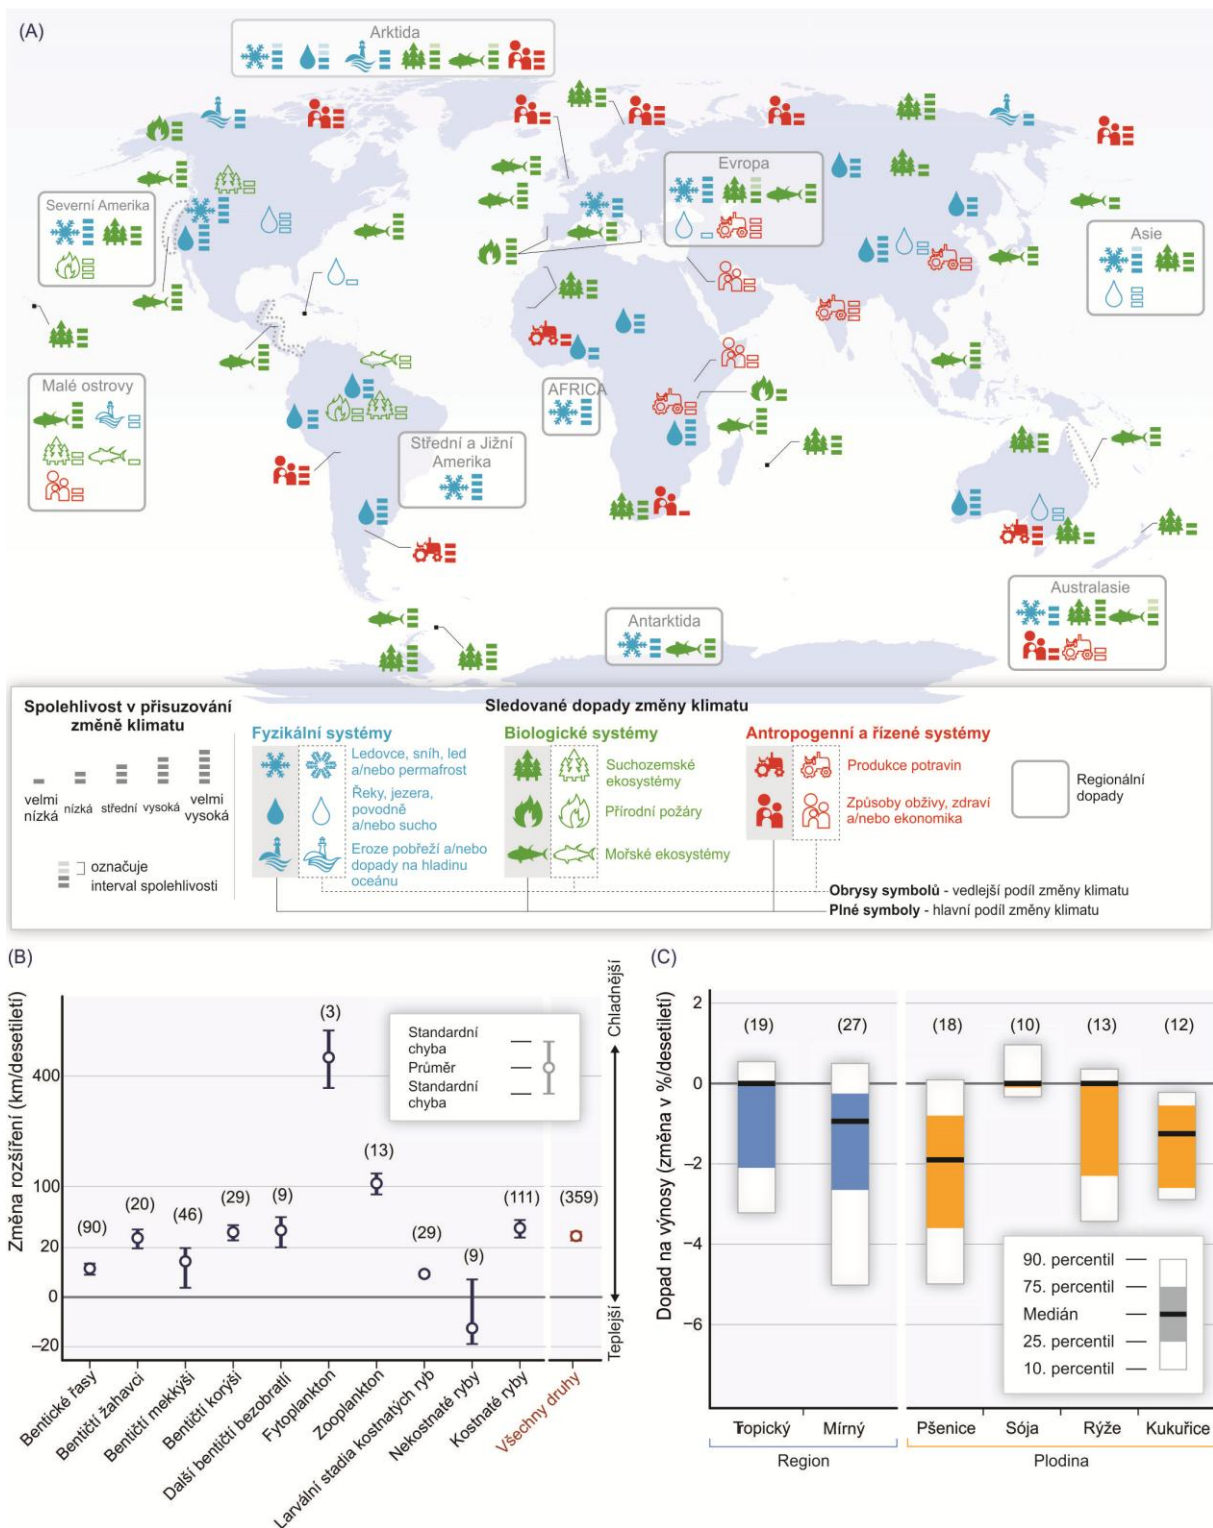 (A)
Arktida
Evropa
Severní Amerika
Asie
Malé ostrovy
AFRICA
Střední a Jižní
Amerika
Australasie
Antarktida
Spolehlivost v přisuzování
změně klimatu
velmi
nízká
nízká
střední
vysoká
velmi
vysoká
označuje
interval spolehlivosti
Sledované dopady změny klimatu
Fyzikální systémy
Ledovce, sníh, led
a/nebo permafrost
Řeky, jezera,
povodně
a/nebo sucho
Eroze pobřeží a/nebo
dopady na hladinu
oceánu
Biologické systémy
Suchozemské
ekosystémy
Přírodní požáry
Mořské ekosystémy
Antropogenní a řízené systémy
Produkce potravin
Způsoby obživy, zdraví
a/nebo ekonomika
Regionální
dopady
Obrysy symbolů - vedlejší podíl změny klimatu
Plné symboly - hlavní podíl změny klimatu
(B)
Změna rozšíření (km/desetiletí)
400
100
20
0
–20
(90)
(20)
(46)
(29)
(9)
(3)
(13)
(29)
(9)
(111)
(359)
Standardní
chyba
Průměr
Standardní
chyba
Chladnější
Teplejší
Bentické řasy
Bentičtí žahavci
Bentičtí mekkýši
Bentičtí korýši
Další bentičtí bezobratlí
Fytoplankton
Zooplankton
Larvální stadia kostnatých ryb
Nekostnaté ryby
Kostnaté ryby
Všechny druhy
(C)
Dopad na výnosy (změna v %/desetiletí)
2
0
–2
–4
–6
(19)
(27)
(18)
(10)
(13)
(12)
90. percentil
75. percentil
Medián
25. percentil
10. percentil
Tropický
Mírný
Pšenice
Sója
Rýže
Kukuřice
Region
Plodina